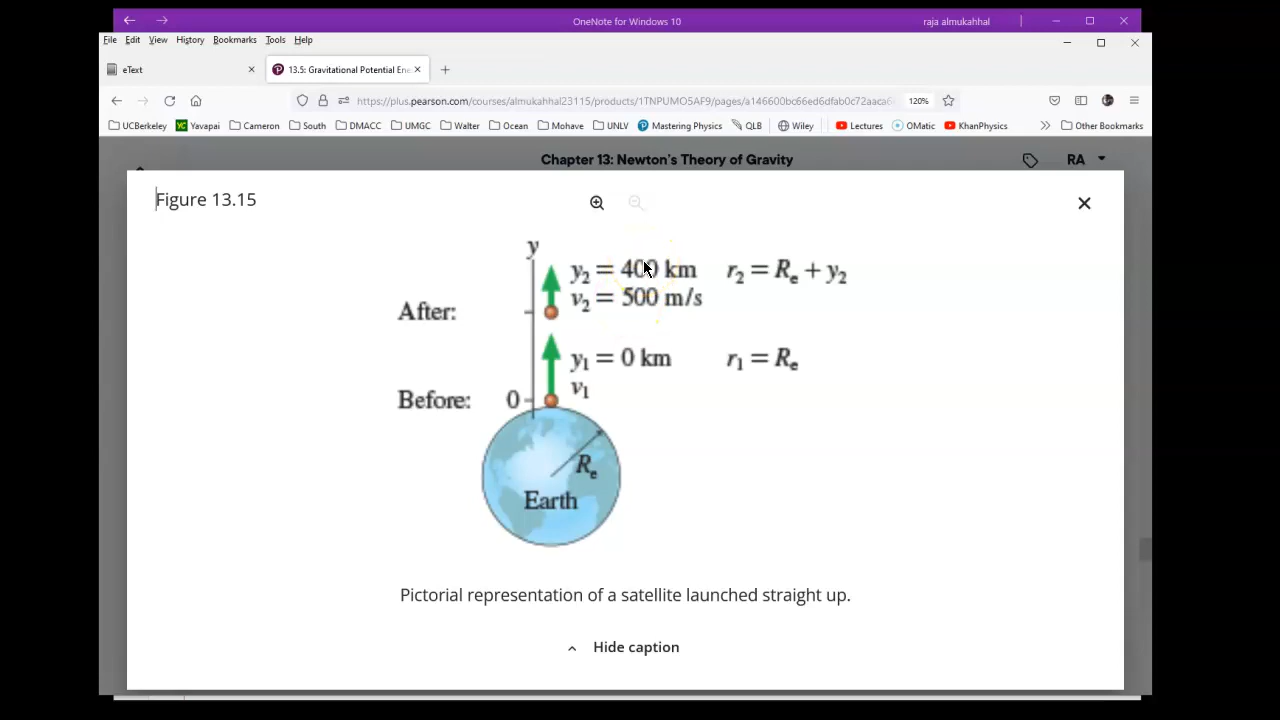 OneNote for Windows 10 raja almukahhal
File Edit View History Bookmarks Tools Help
eText 13.5: Gravitational Potential Ene
https://plus.pearson.com/courses/almukahhal23115/products/1TNPUMO5AF9/pages/a146600bc66ed6dfab0c72aaca6 120%
UCBerkeley Yavapai Cameron South DMACC UMGC Walter Ocean Mohave UNLV Mastering Physics QLB Wiley Lectures OMatic KhanPhysics Other Bookmarks
Chapter 13: Newton's Theory of Gravity RA
Figure 13.15
y
y₂ = 400 km r₂ = Rₑ + y₂
v₂ = 500 m/s
After:
y₁ = 0 km r₁ = Rₑ
v₁
Before: 0
Rₑ
Earth
Pictorial representation of a satellite launched straight up.
Hide caption